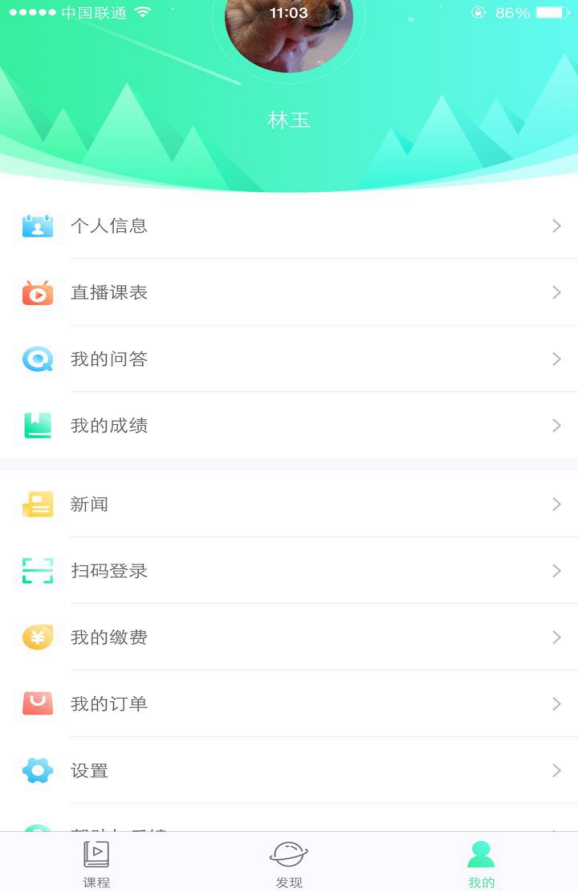 中国联通 11:03 86%
林玉
个人信息
直播课表
我的问答
我的成绩
新闻
扫码登录
我的缴费
我的订单
设置
课程 发现 我的